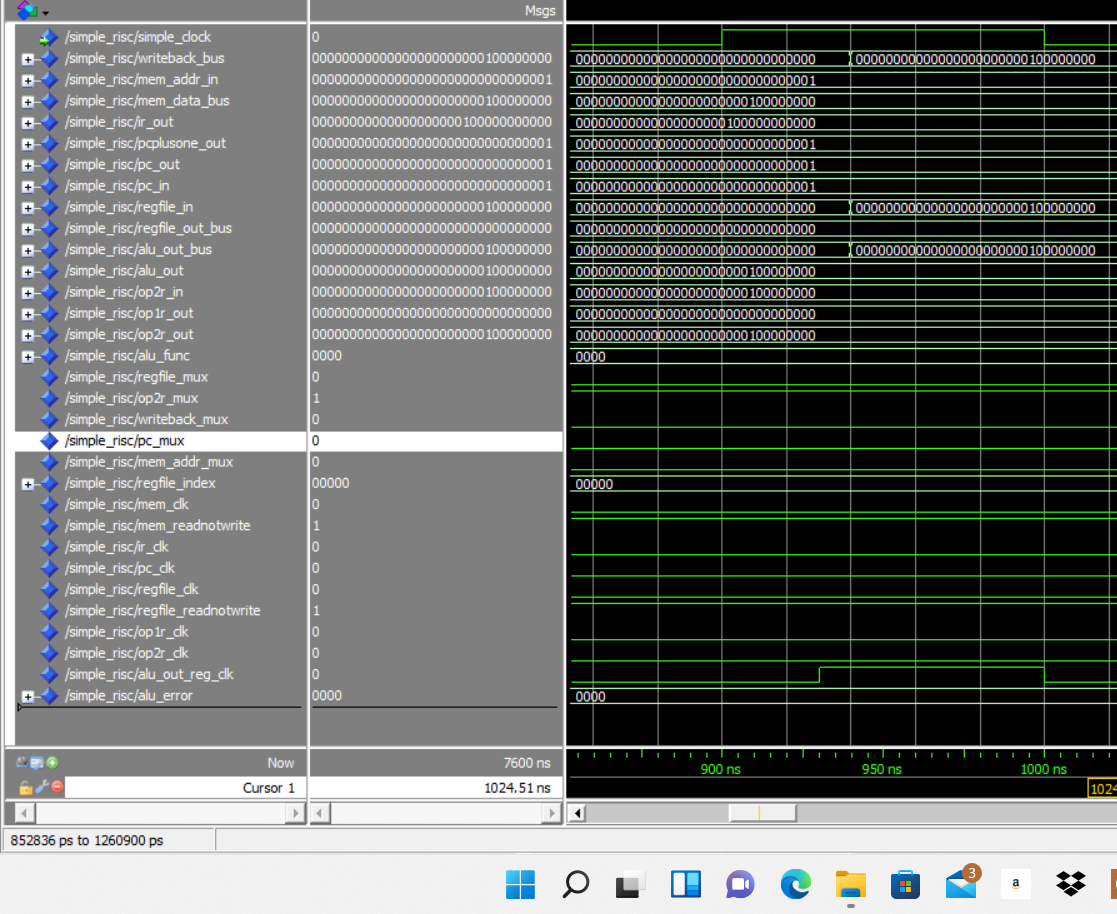 Msgs
/simple_risc/simple_clock 0
/simple_risc/writeback_bus 00000000000000000000000100000000 00000000000000000000000000000000 00000000000000000000000100000000
/simple_risc/mem_addr_in 00000000000000000000000000000001 00000000000000000000000000000001
/simple_risc/mem_data_bus 00000000000000000000000100000000 00000000000000000000000100000000
/simple_risc/ir_out 00000000000000000000100000000000 00000000000000000000100000000000
/simple_risc/pcplusone_out 00000000000000000000000000000001 00000000000000000000000000000001
/simple_risc/pc_out 00000000000000000000000000000001 00000000000000000000000000000001
/simple_risc/pc_in 00000000000000000000000000000001 00000000000000000000000000000001
/simple_risc/regfile_in 00000000000000000000000100000000 00000000000000000000000000000000 00000000000000000000000100000000
/simple_risc/regfile_out_bus 00000000000000000000000000000000 00000000000000000000000000000000
/simple_risc/alu_out_bus 00000000000000000000000100000000 00000000000000000000000000000000 00000000000000000000000100000000
/simple_risc/alu_out 00000000000000000000000100000000 00000000000000000000000100000000
/simple_risc/op2r_in 00000000000000000000000100000000 00000000000000000000000100000000
/simple_risc/op1r_out 00000000000000000000000000000000 00000000000000000000000000000000
/simple_risc/op2r_out 00000000000000000000000100000000 00000000000000000000000100000000
/simple_risc/alu_func 0000 0000
/simple_risc/regfile_mux 0
/simple_risc/op2r_mux 1
/simple_risc/writeback_mux 0
/simple_risc/pc_mux 0
/simple_risc/mem_addr_mux 0
/simple_risc/regfile_index 00000 00000
/simple_risc/mem_clk 0
/simple_risc/mem_readnotwrite 1
/simple_risc/ir_clk 0
/simple_risc/pc_clk 0
/simple_risc/regfile_clk 0
/simple_risc/regfile_readnotwrite 1
/simple_risc/op1r_clk 0
/simple_risc/op2r_clk 0
/simple_risc/alu_out_reg_clk 0
/simple_risc/alu_error 0000 0000
Now 7600 ns 900 ns 950 ns 1000 ns
Cursor 1 1024.51 ns 1024
852836 ps to 1260900 ps
3
a